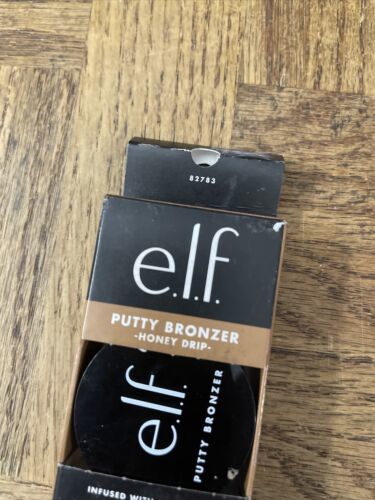 82783
e.l.f.
PUTTY BRONZER
-HONEY DRIP-
e.l.f.
PUTTY BRONZER
INFUSED WITH